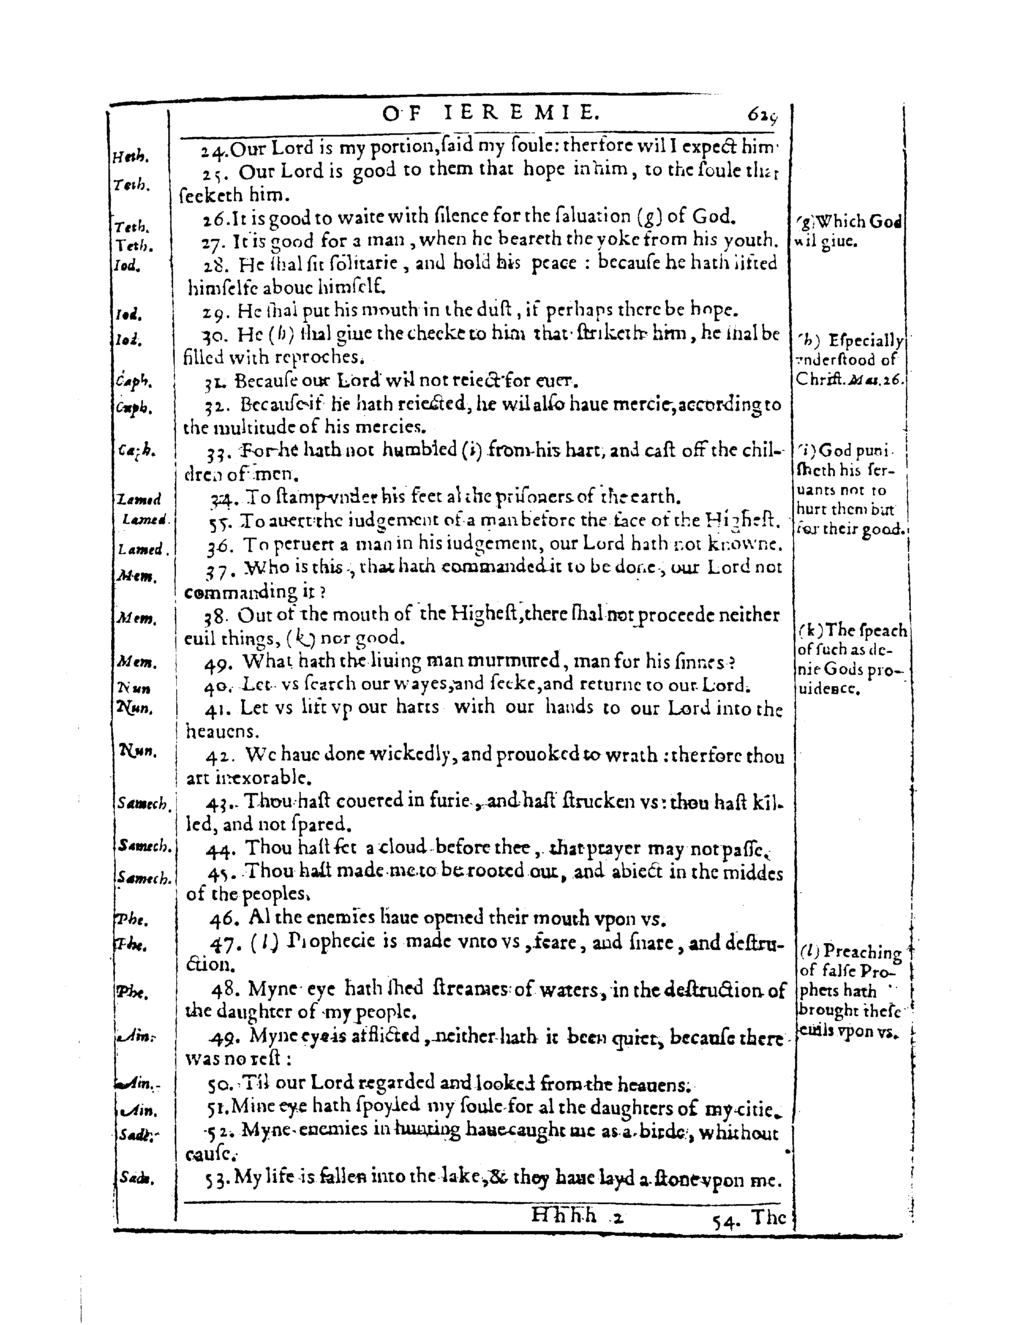 OF IEREMIE. 629
Heth. 24. Our Lord is my portion, ſaid my ſoule: therfore wil I expect him
Teth. 25. Our Lord is good to them that hope in him, to the ſoule that
ſeeketh him.
Teth. 26. It is good to waite with ſilence for the ſaluation (g) of God.
Teth. 27. It is good for a man, when he beareth the yoke from his youth.
Iod. 28. He ſhal ſit ſolitarie, and hold his peace : becauſe he hath lifted
himſelfe aboue himſelf.
Iod. 29. He ſhal put his mouth in the duſt, if perhaps there be hope.
Iod. 30. He (h) ſhal giue the cheeke to him that ſtriketh him, he ſhal be
filled with reproches.
Caph. 31. Becauſe our Lord wil not reiect for euer.
Caph. 32. Becauſe if he hath reiected, he wil alſo haue mercie, according to
the multitude of his mercies.
Caph. 33. For he hath not humbled (i) from his hart, and caſt off the chil-
dren of men.
Lamed 34. To ſtamp vnder his feet al the priſoners of the earth.
Lamed. 55. To auert the iudgement of a man before the face of the Higheſt.
Lamed. 36. To peruert a man in his iudgement, our Lord hath not knowne.
Mem. 37. Who is this, that hath commanded it to be done, our Lord not
commanding it ?
Mem. 38. Out of the mouth of the Higheſt, there ſhal not proceede neither
euil things, (k) nor good.
Mem. 49. What hath the liuing man murmured, man for his ſinnes ?
Nun 40. Let vs ſearch our wayes, and ſeeke, and returne to our Lord.
Nun. 41. Let vs lift vp our harts with our hands to our Lord into the
heauens.
Nun. 42. We haue done wickedly, and prouoked to wrath : therfore thou
art inexorable.
Samech. 43. Thou haſt couered in furie, and haſt ſtrucken vs : thou haſt kil-
led, and not ſpared.
Samech. 44. Thou haſt ſet a cloud before thee, that prayer may not paſſe.
Samech. 45. Thou haſt made me to be rooted out, and abiect in the middes
of the peoples.
Phe. 46. Al the enemies haue opened their mouth vpon vs.
Phe. 47. (l) Prophecie is made vnto vs, feare, and ſnare, and deſtru-
ction.
Phe. 48. Myne eye hath ſhed ſtreames of waters, in the deſtruction of
the daughter of my people.
Ain. 49. Myne eye is afflicted, neither hath it been quiet, becauſe there
was no reſt :
Ain. 50. Til our Lord regarded and looked from the heauens.
Ain. 51. Mine eye hath ſpoyled my ſoule for al the daughters of my citie.
Sade. 52. Myne enemies in hunting haue caught me as a birde, whithout
cauſe.
Sade. 53. My life is fallen into the lake, & they haue layd a ſtone vpon me.
Hhhh 2 54. The
(g) Which God
wil giue.
(h) Eſpecially
vnderſtood of
Chriſt. Mat. 26.
(i) God puni-
ſheth his ſer-
uants not to
hurt them but
for their good.
(k) The ſpeach
of ſuch as de-
nie Gods pro-
uidence.
(l) Preaching
of falſe Pro-
phets hath
brought theſe
euils vpon vs.